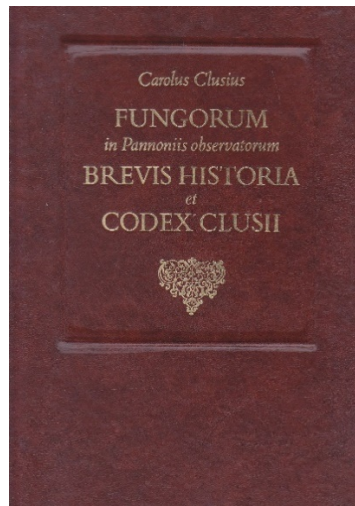 Carolus Clusius
FUNGORUM
in Pannoniis observatorum
BREVIS HISTORIA
et
CODEX CLUSII